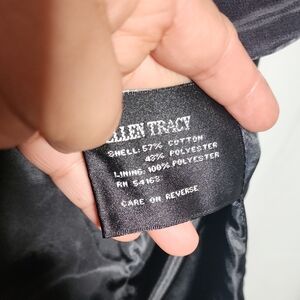 ELLEN TRACY
SHELL: 57% COTTON
43% POLYESTER
LINING: 100% POLYESTER
RN 54163
CARE ON REVERSE